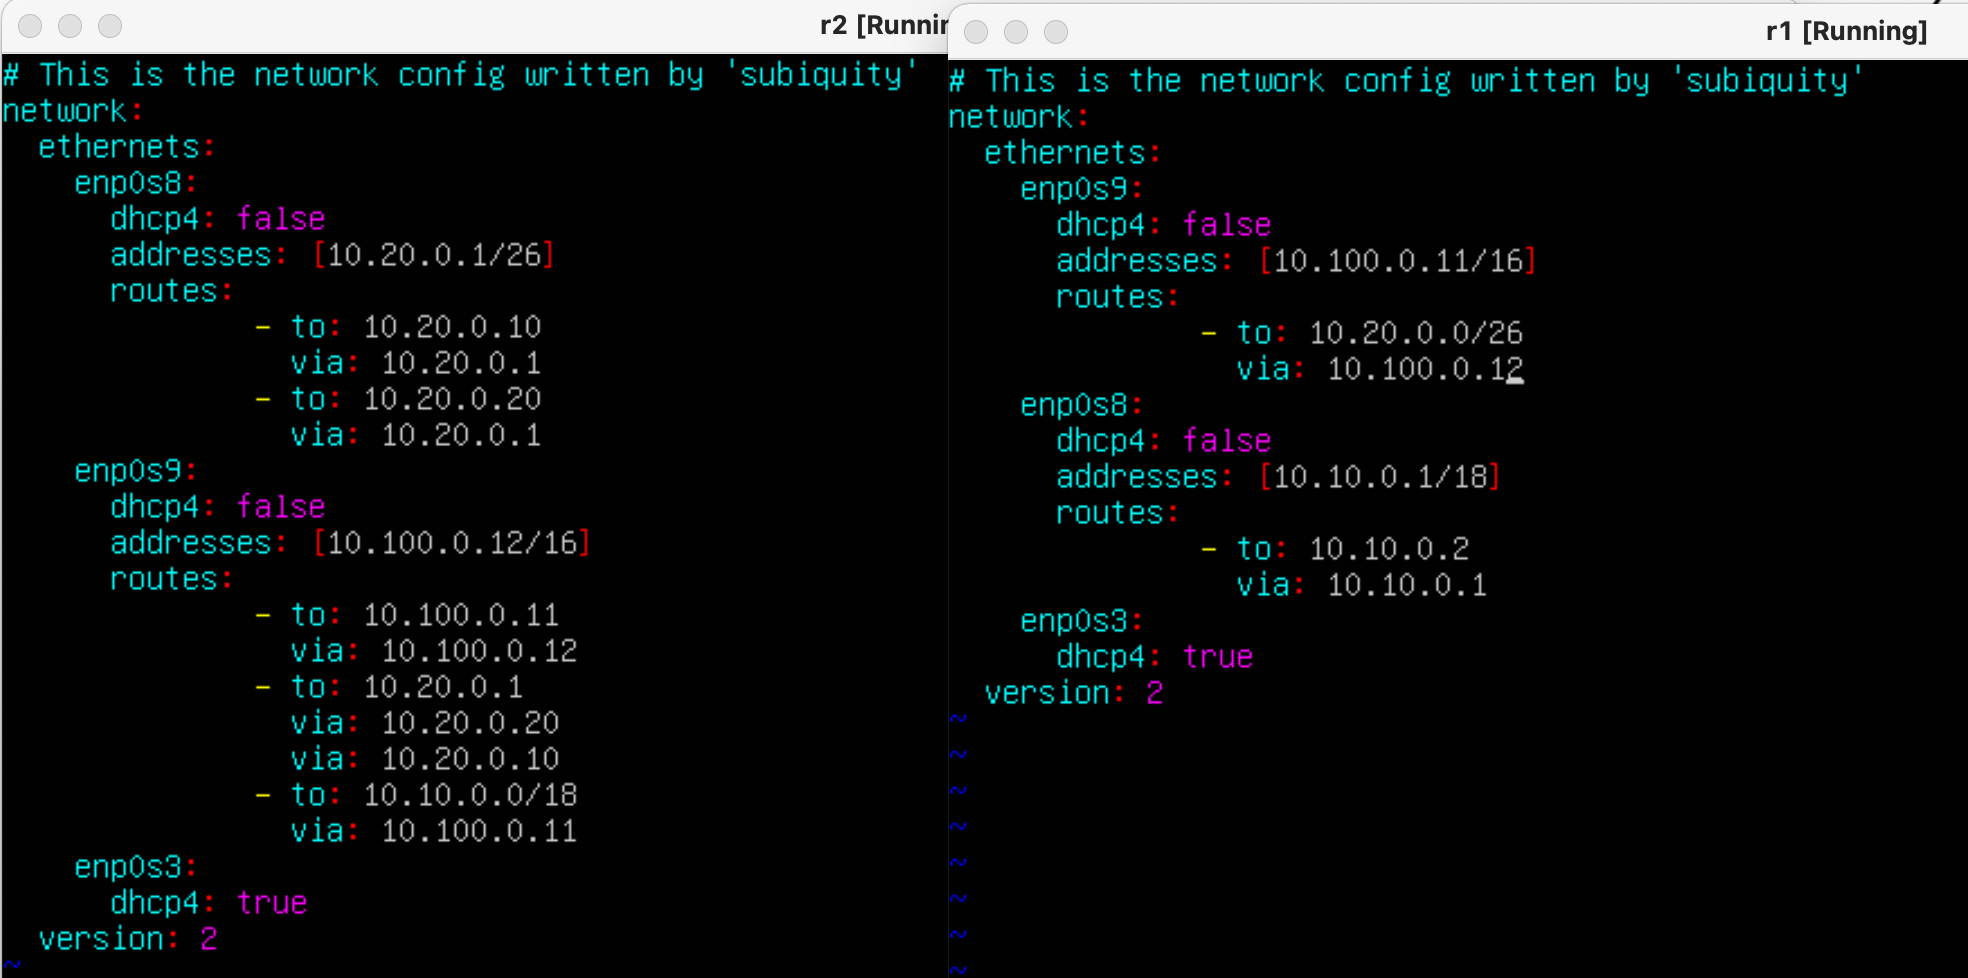 r2 [Runnin
# This is the network config written by 'subiquity'
network:
  ethernets:
    enp0s8:
      dhcp4: false
      addresses: [10.20.0.1/26]
      routes:
              - to: 10.20.0.10
                via: 10.20.0.1
              - to: 10.20.0.20
                via: 10.20.0.1
    enp0s9:
      dhcp4: false
      addresses: [10.100.0.12/16]
      routes:
              - to: 10.100.0.11
                via: 10.100.0.12
              - to: 10.20.0.1
                via: 10.20.0.20
                via: 10.20.0.10
              - to: 10.10.0.0/18
                via: 10.100.0.11
    enp0s3:
      dhcp4: true
  version: 2
~
r1 [Running]
# This is the network config written by 'subiquity'
network:
  ethernets:
    enp0s9:
      dhcp4: false
      addresses: [10.100.0.11/16]
      routes:
              - to: 10.20.0.0/26
                via: 10.100.0.12
    enp0s8:
      dhcp4: false
      addresses: [10.10.0.1/18]
      routes:
              - to: 10.10.0.2
                via: 10.10.0.1
    enp0s3:
      dhcp4: true
  version: 2
~
~
~
~
~
~
~
~